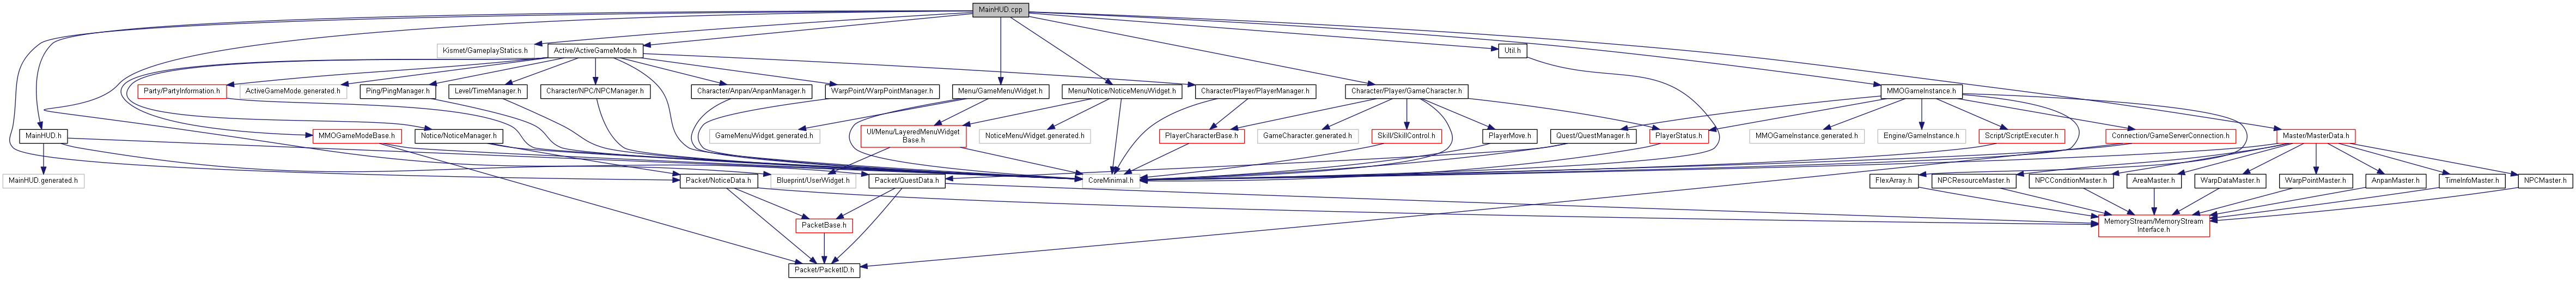 MainHUD.cpp
Kismet/GameplayStatics.h
Active/ActiveGameMode.h
Util.h
Party/PartyInformation.h
ActiveGameMode.generated.h
Ping/PingManager.h
Level/TimeManager.h
Character/NPC/NPCManager.h
Character/Anpan/AnpanManager.h
WarpPoint/WarpPointManager.h
Menu/GameMenuWidget.h
Menu/Notice/NoticeMenuWidget.h
Character/Player/PlayerManager.h
Character/Player/GameCharacter.h
MMOGameInstance.h
MainHUD.h
MMOGameModeBase.h
Notice/NoticeManager.h
GameMenuWidget.generated.h
UI/Menu/LayeredMenuWidget
Base.h
NoticeMenuWidget.generated.h
PlayerCharacterBase.h
GameCharacter.generated.h
Skill/SkillControl.h
PlayerMove.h
Quest/QuestManager.h
PlayerStatus.h
MMOGameInstance.generated.h
Engine/GameInstance.h
Script/ScriptExecuter.h
Connection/GameServerConnection.h
Master/MasterData.h
MainHUD.generated.h
Packet/NoticeData.h
Blueprint/UserWidget.h
Packet/QuestData.h
CoreMinimal.h
FlexArray.h
NPCResourceMaster.h
NPCConditionMaster.h
AreaMaster.h
WarpDataMaster.h
WarpPointMaster.h
AnpanMaster.h
TimeInfoMaster.h
NPCMaster.h
PacketBase.h
MemoryStream/MemoryStream
Interface.h
Packet/PacketID.h